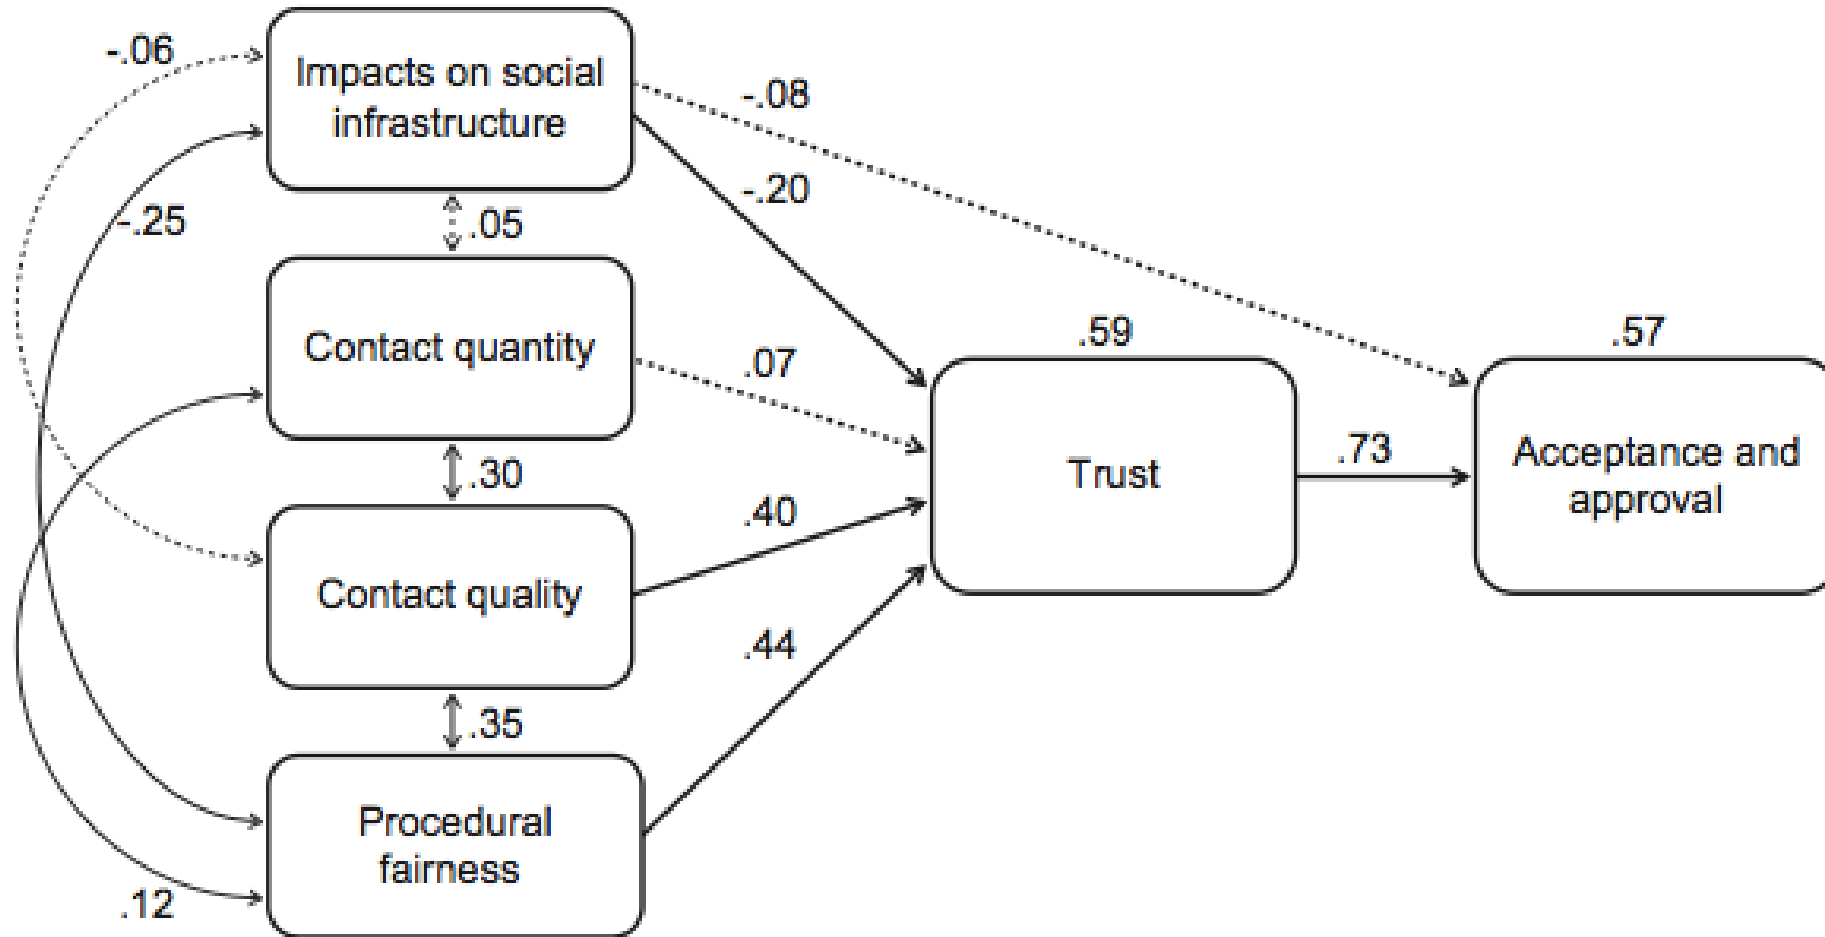 -.06
Impacts on social
infrastructure
-.08
-.20
-.25
.05
Contact quantity
.07
.59
.57
.30
Trust
.73
Acceptance and
approval
.40
Contact quality
.44
.35
Procedural
fairness
.12